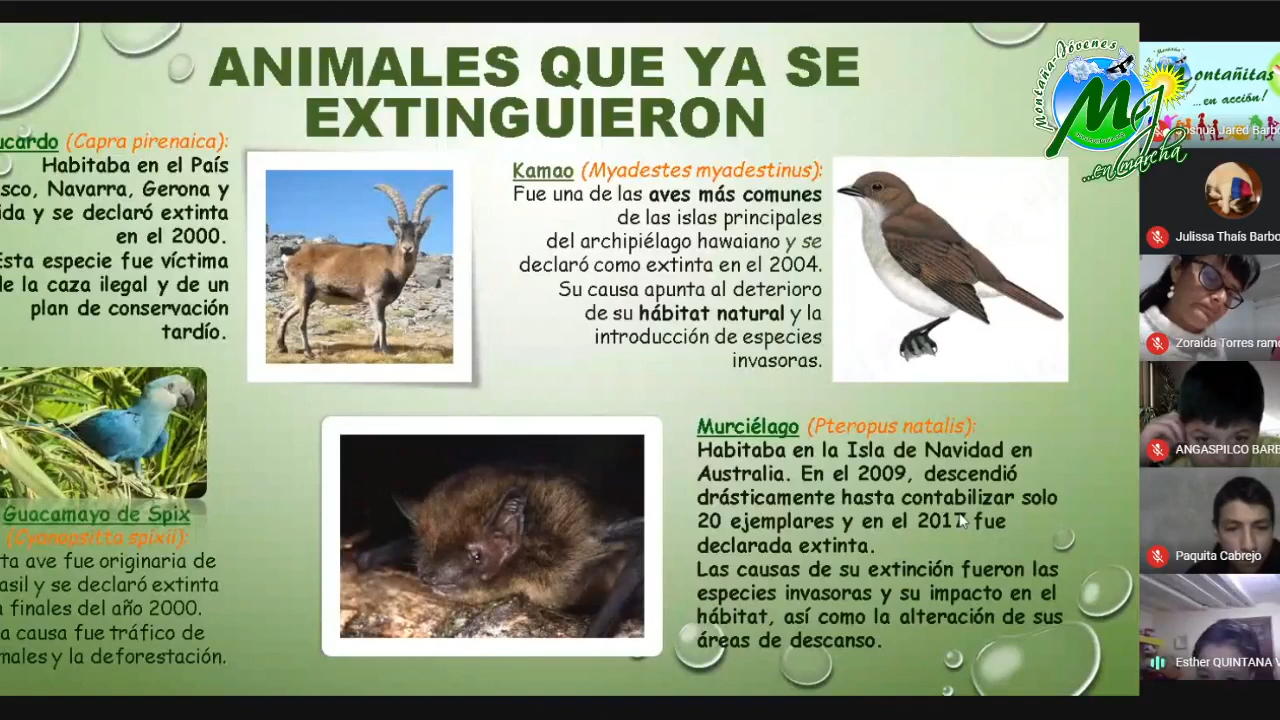 ANIMALES QUE YA SE
EXTINGUIERON
ucardo (Capra pirenaica):
Habitaba en el País
asco, Navarra, Gerona y
ida y se declaró extinta
en el 2000.
Esta especie fue víctima
de la caza ilegal y de un
plan de conservación
tardío.
Kamao (Myadestes myadestinus):
Fue una de las aves más comunes
de las islas principales
del archipiélago hawaiano y se
declaró como extinta en el 2004.
Su causa apunta al deterioro
de su hábitat natural y la
introducción de especies
invasoras.
Guacamayo de Spix
(Cyanopsitta spixii):
ta ave fue originaria de
asil y se declaró extinta
a finales del año 2000.
a causa fue tráfico de
males y la deforestación.
Murciélago (Pteropus natalis):
Habitaba en la Isla de Navidad en
Australia. En el 2009, descendió
drásticamente hasta contabilizar solo
20 ejemplares y en el 2017 fue
declarada extinta.
Las causas de su extinción fueron las
especies invasoras y su impacto en el
hábitat, así como la alteración de sus
áreas de descanso.
Montaña-Jóvenes
MJ
...en marcha
ontañitas
...en acción!
Joshua Jared Barbo
Julissa Thaís Barbo
Zoraida Torres ramo
ANGASPILCO BARB
Paquita Cabrejo
Esther QUINTANA V